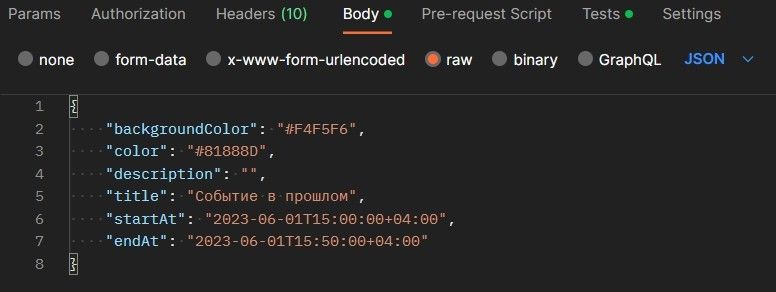 Params Authorization Headers (10) Body Pre-request Script Tests Settings
none form-data x-www-form-urlencoded raw binary GraphQL JSON
1 {
2 "backgroundColor": "#F4F5F6",
3 "color": "#81888D",
4 "description": "",
5 "title": "Событие в прошлом",
6 "startAt": "2023-06-01T15:00:00+04:00",
7 "endAt": "2023-06-01T15:50:00+04:00"
8 }